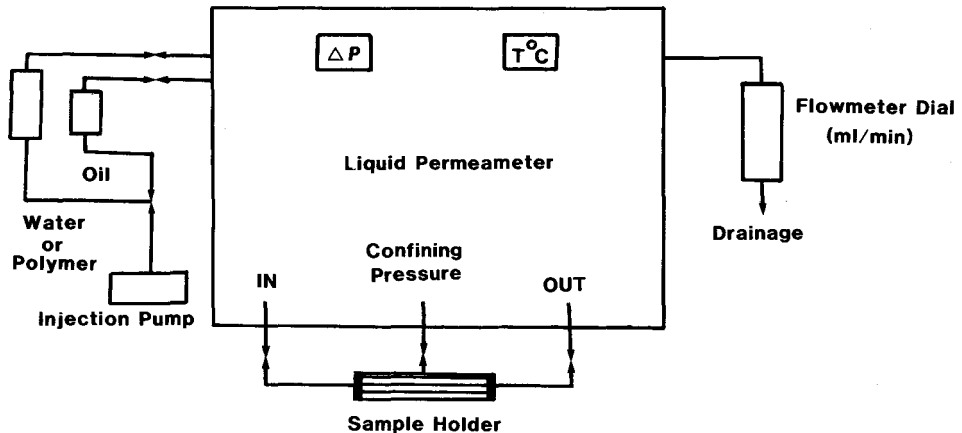 △P
T°C
Flowmeter Dial
(ml/min)
Liquid Permeameter
Oil
Water
or
Polymer
Drainage
Confining
Pressure
IN
OUT
Injection Pump
Sample Holder